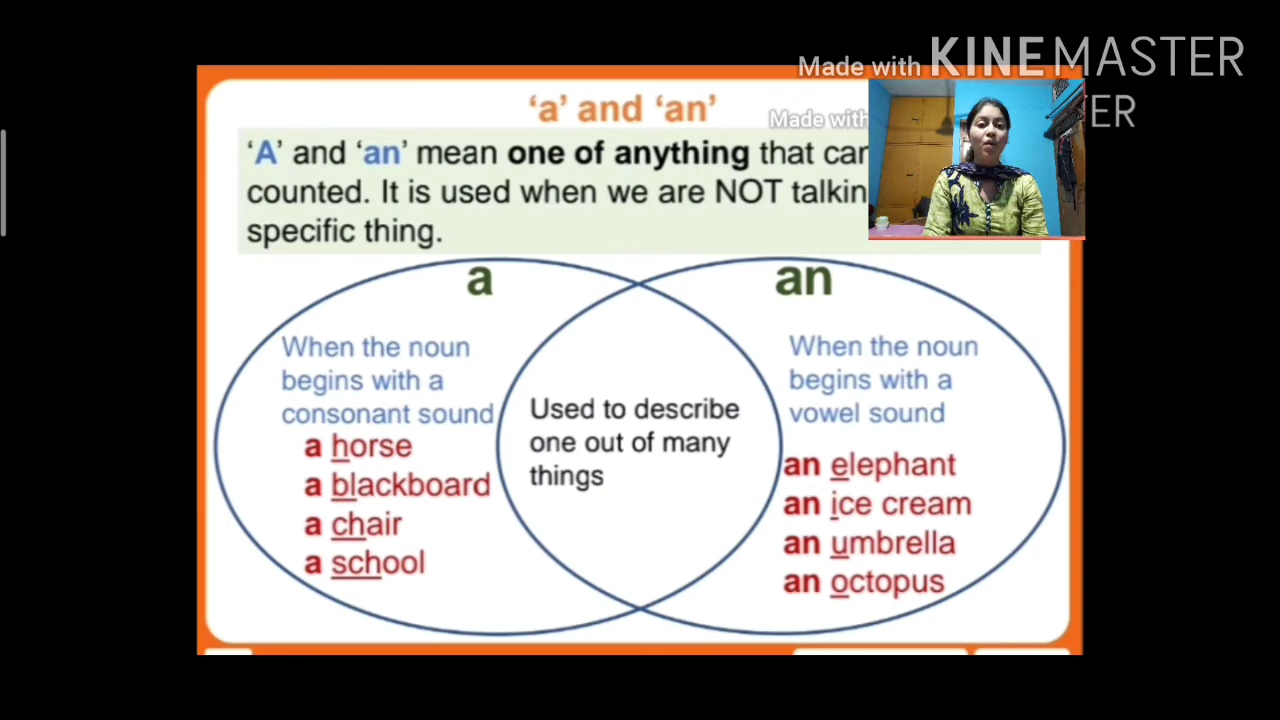 Made with KINEMASTER
Made with
ER
‘a’ and ‘an’
‘A’ and ‘an’ mean one of anything that
counted. It is used when we are NOT
specific thing.
a
an
When the noun
begins with a
consonant sound
a horse
a blackboard
a chair
a school
Used to describe
one out of many
things
When the noun
begins with a
vowel sound
an elephant
an ice cream
an umbrella
an octopus